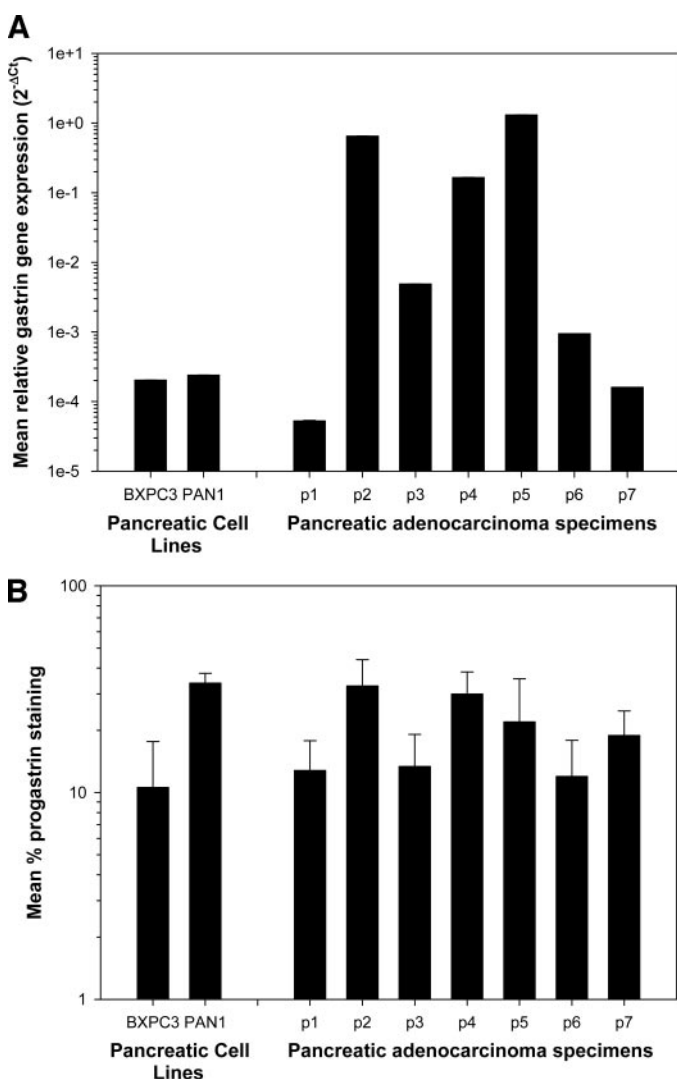 A
Mean relative gastrin gene expression (2^-ΔCt)
1e+1
1e+0
1e-1
1e-2
1e-3
1e-4
1e-5
BXPC3 PAN1 p1 p2 p3 p4 p5 p6 p7
Pancreatic Cell Lines
Pancreatic adenocarcinoma specimens
B
Mean % progastrin staining
100
10
1
BXPC3 PAN1 p1 p2 p3 p4 p5 p6 p7
Pancreatic Cell Lines
Pancreatic adenocarcinoma specimens